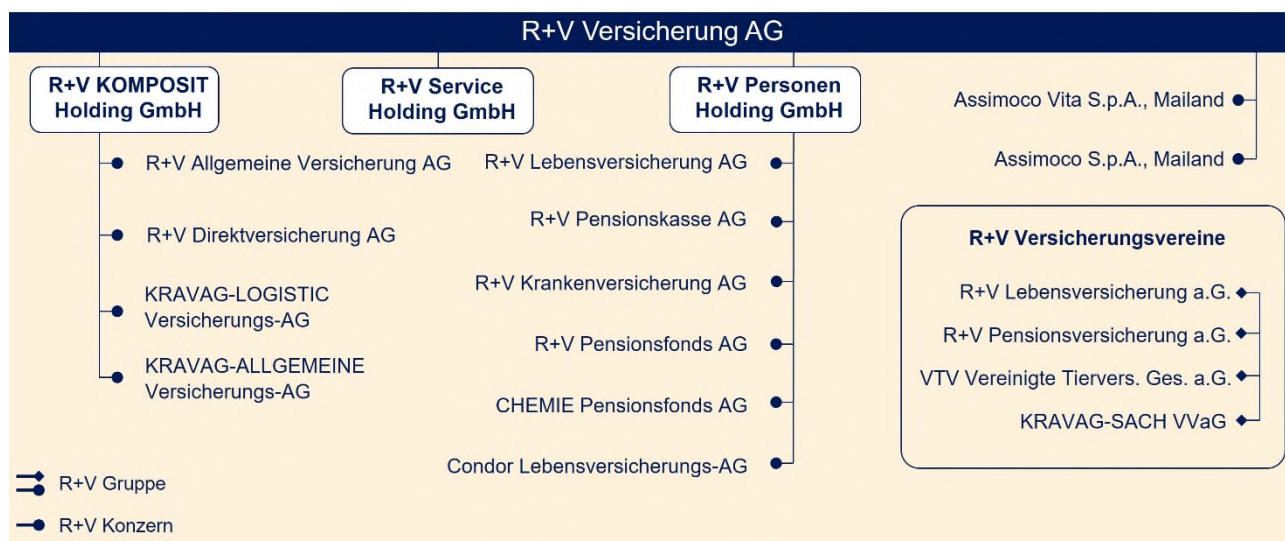 R+V Versicherung AG
R+V KOMPOSIT
Holding GmbH
R+V Allgemeine Versicherung AG
R+V Direktversicherung AG
KRAVAG-LOGISTIC
Versicherungs-AG
KRAVAG-ALLGEMEINE
Versicherungs-AG
R+V Service
Holding GmbH
R+V Personen
Holding GmbH
R+V Lebensversicherung AG
R+V Pensionskasse AG
R+V Krankenversicherung AG
R+V Pensionsfonds AG
CHEMIE Pensionsfonds AG
Condor Lebensversicherungs-AG
Assimoco Vita S.p.A., Mailand
Assimoco S.p.A., Mailand
R+V Versicherungsvereine
R+V Lebensversicherung a.G.
R+V Pensionsversicherung a.G.
VTV Vereinigte Tiervers. Ges. a.G.
KRAVAG-SACH VVaG
R+V Gruppe
R+V Konzern